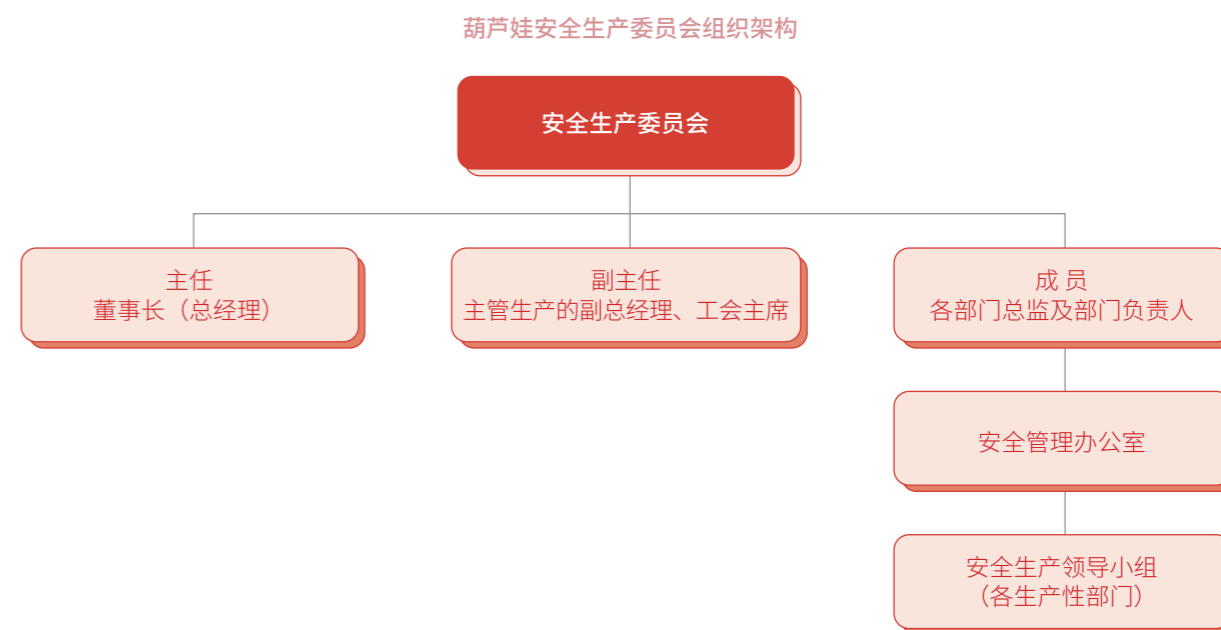 葫芦娃安全生产委员会组织架构
安全生产委员会
主任
董事长（总经理）
副主任
主管生产的副总经理、工会主席
成 员
各部门总监及部门负责人
安全管理办公室
安全生产领导小组
（各生产性部门）